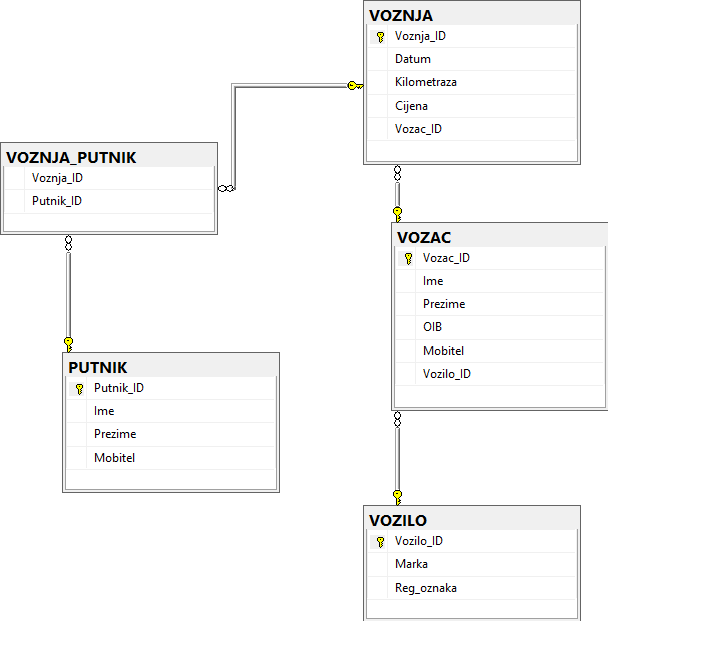 VOZNJA
Voznja_ID
Datum
Kilometraza
Cijena
Vozac_ID
VOZNJA_PUTNIK
Voznja_ID
Putnik_ID
VOZAC
Vozac_ID
Ime
Prezime
OIB
Mobitel
Vozilo_ID
PUTNIK
Putnik_ID
Ime
Prezime
Mobitel
VOZILO
Vozilo_ID
Marka
Reg_oznaka